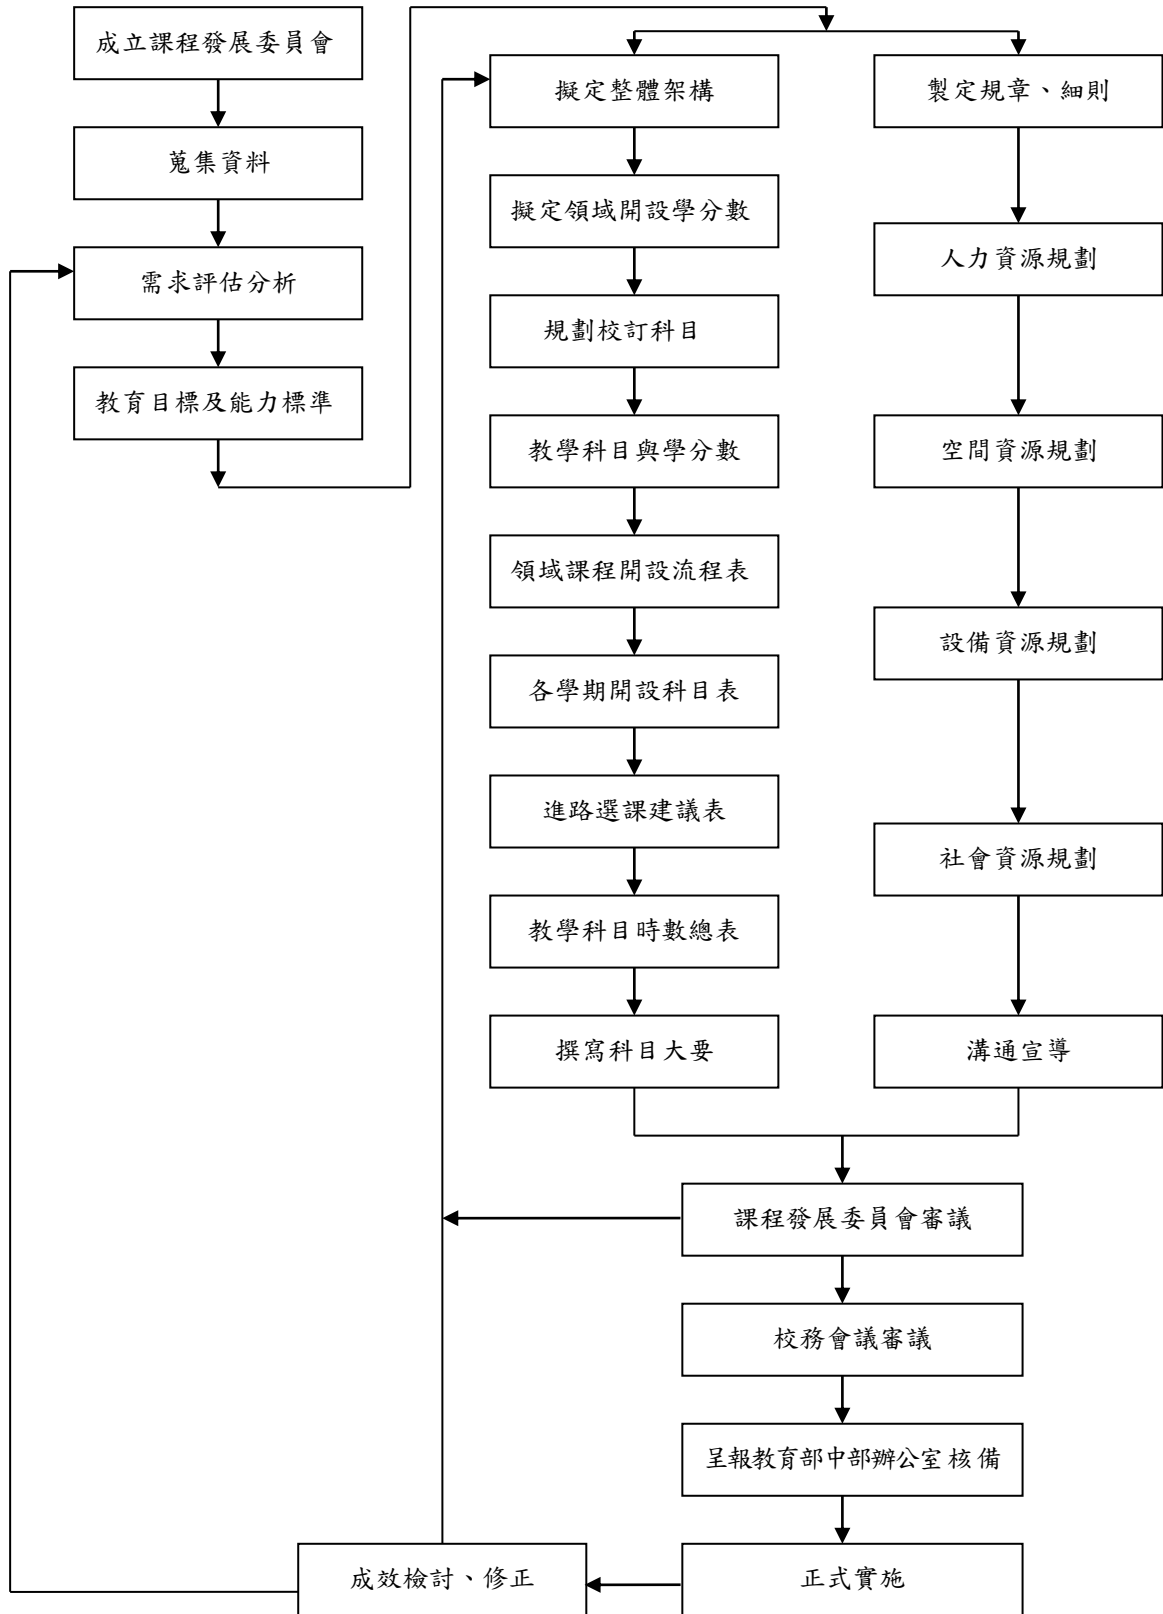 成立課程發展委員會
蒐集資料
需求評估分析
教育目標及能力標準
擬定整體架構
擬定領域開設學分數
規劃校訂科目
教學科目與學分數
領域課程開設流程表
各學期開設科目表
進路選課建議表
教學科目時數總表
撰寫科目大要
製定規章、細則
人力資源規劃
空間資源規劃
設備資源規劃
社會資源規劃
溝通宣導
課程發展委員會審議
校務會議審議
呈報教育部中部辦公室核備
正式實施
成效檢討、修正